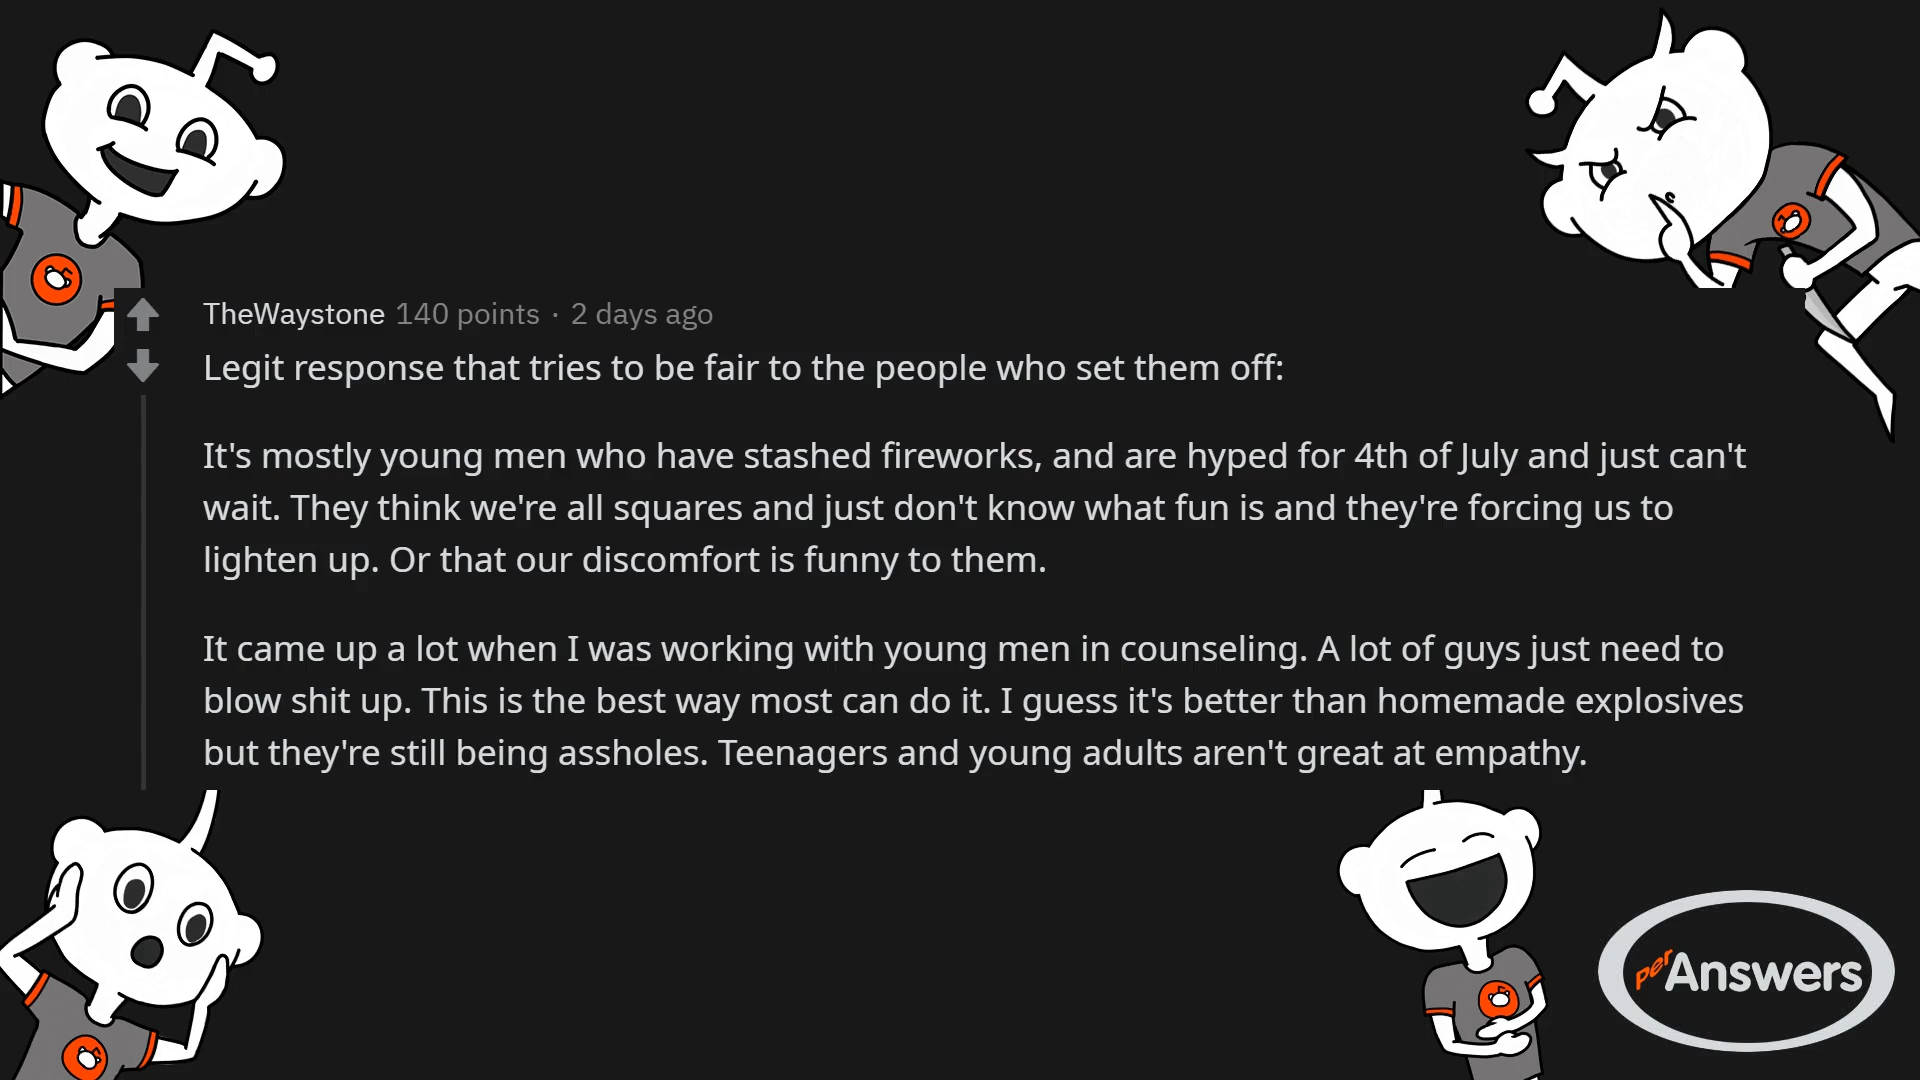 TheWaystone 140 points · 2 days ago
Legit response that tries to be fair to the people who set them off:
It's mostly young men who have stashed fireworks, and are hyped for 4th of July and just can't
wait. They think we're all squares and just don't know what fun is and they're forcing us to
lighten up. Or that our discomfort is funny to them.
It came up a lot when I was working with young men in counseling. A lot of guys just need to
blow shit up. This is the best way most can do it. I guess it's better than homemade explosives
but they're still being assholes. Teenagers and young adults aren't great at empathy.
perAnswers